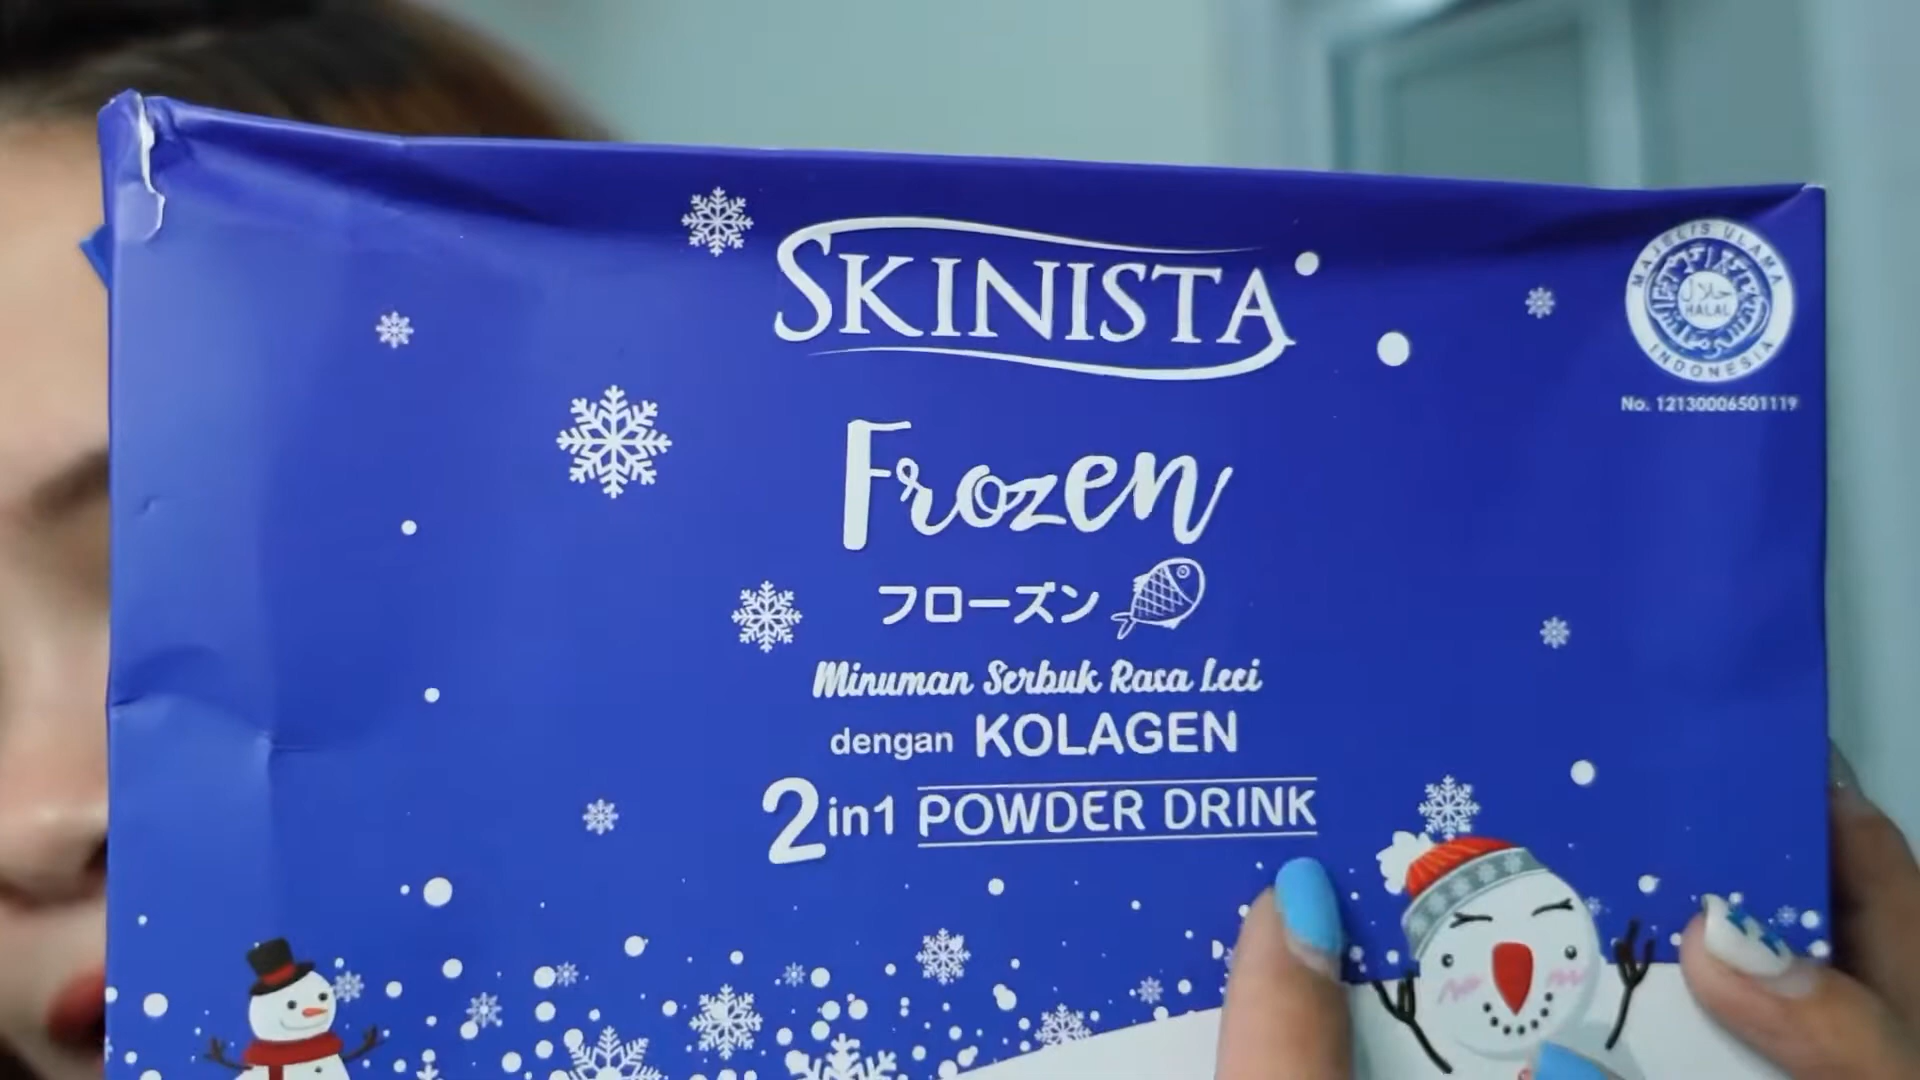 SKINISTA
MAJELIS ULAMA
حلال
HALAL
INDONESIA
No. 12130006501119
Frozen
フローズン
Minuman Serbuk Rasa Leci
dengan KOLAGEN
2in1 POWDER DRINK